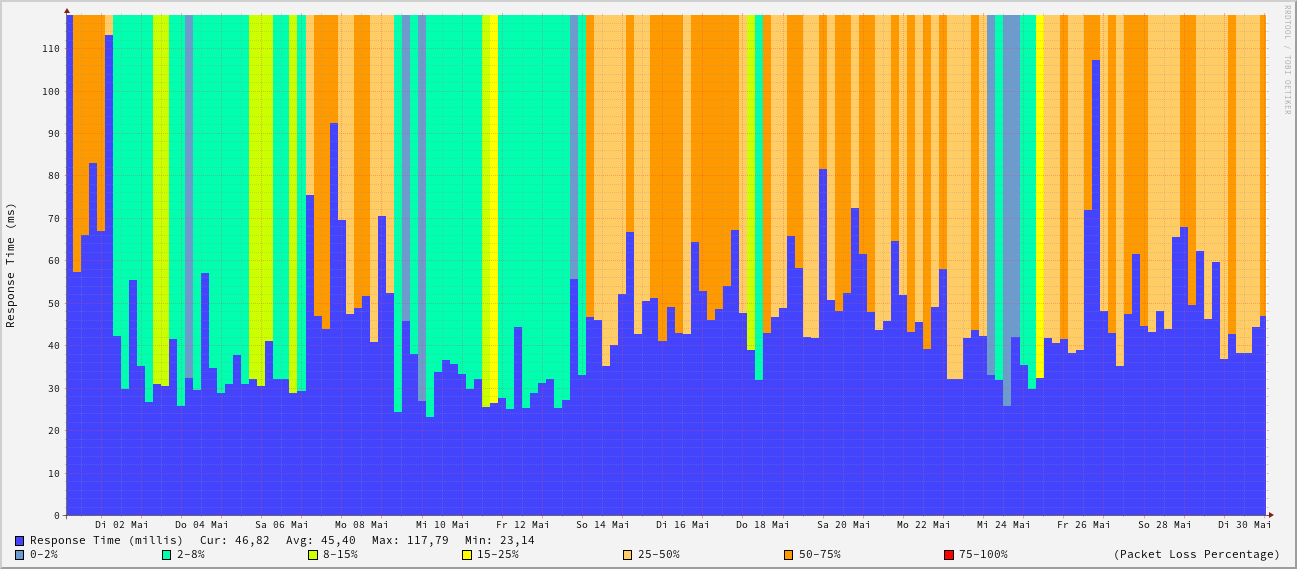 RRDTOOL / TOBI OETIKER
Response Time (ms)
110
100
90
80
70
60
50
40
30
20
10
0
Di 02 Mai Do 04 Mai Sa 06 Mai Mo 08 Mai Mi 10 Mai Fr 12 Mai So 14 Mai Di 16 Mai Do 18 Mai Sa 20 Mai Mo 22 Mai Mi 24 Mai Fr 26 Mai So 28 Mai Di 30 Mai
Response Time (millis) Cur: 46,82 Avg: 45,40 Max: 117,79 Min: 23,14
0-2% 2-8% 8-15% 15-25% 25-50% 50-75% 75-100% (Packet Loss Percentage)